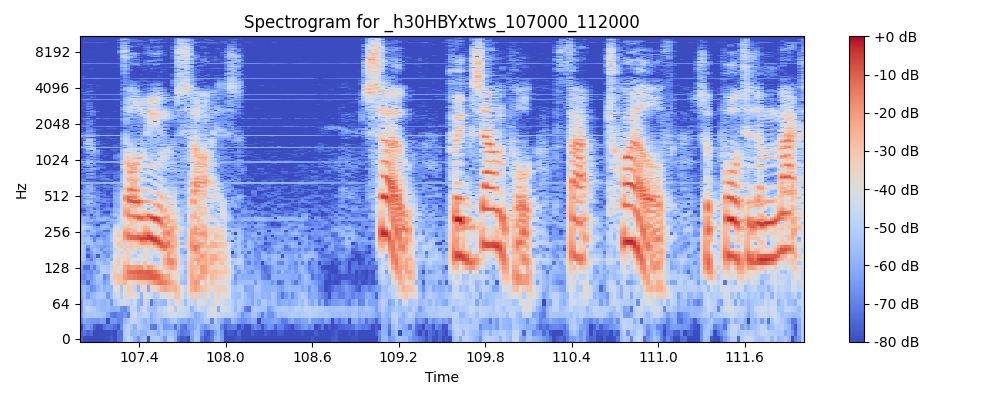 Spectrogram for _h30HBYxtws_107000_112000
8192
4096
2048
1024
512
256
128
64
0
Hz
107.4 108.0 108.6 109.2 109.8 110.4 111.0 111.6
Time
+0 dB
-10 dB
-20 dB
-30 dB
-40 dB
-50 dB
-60 dB
-70 dB
-80 dB